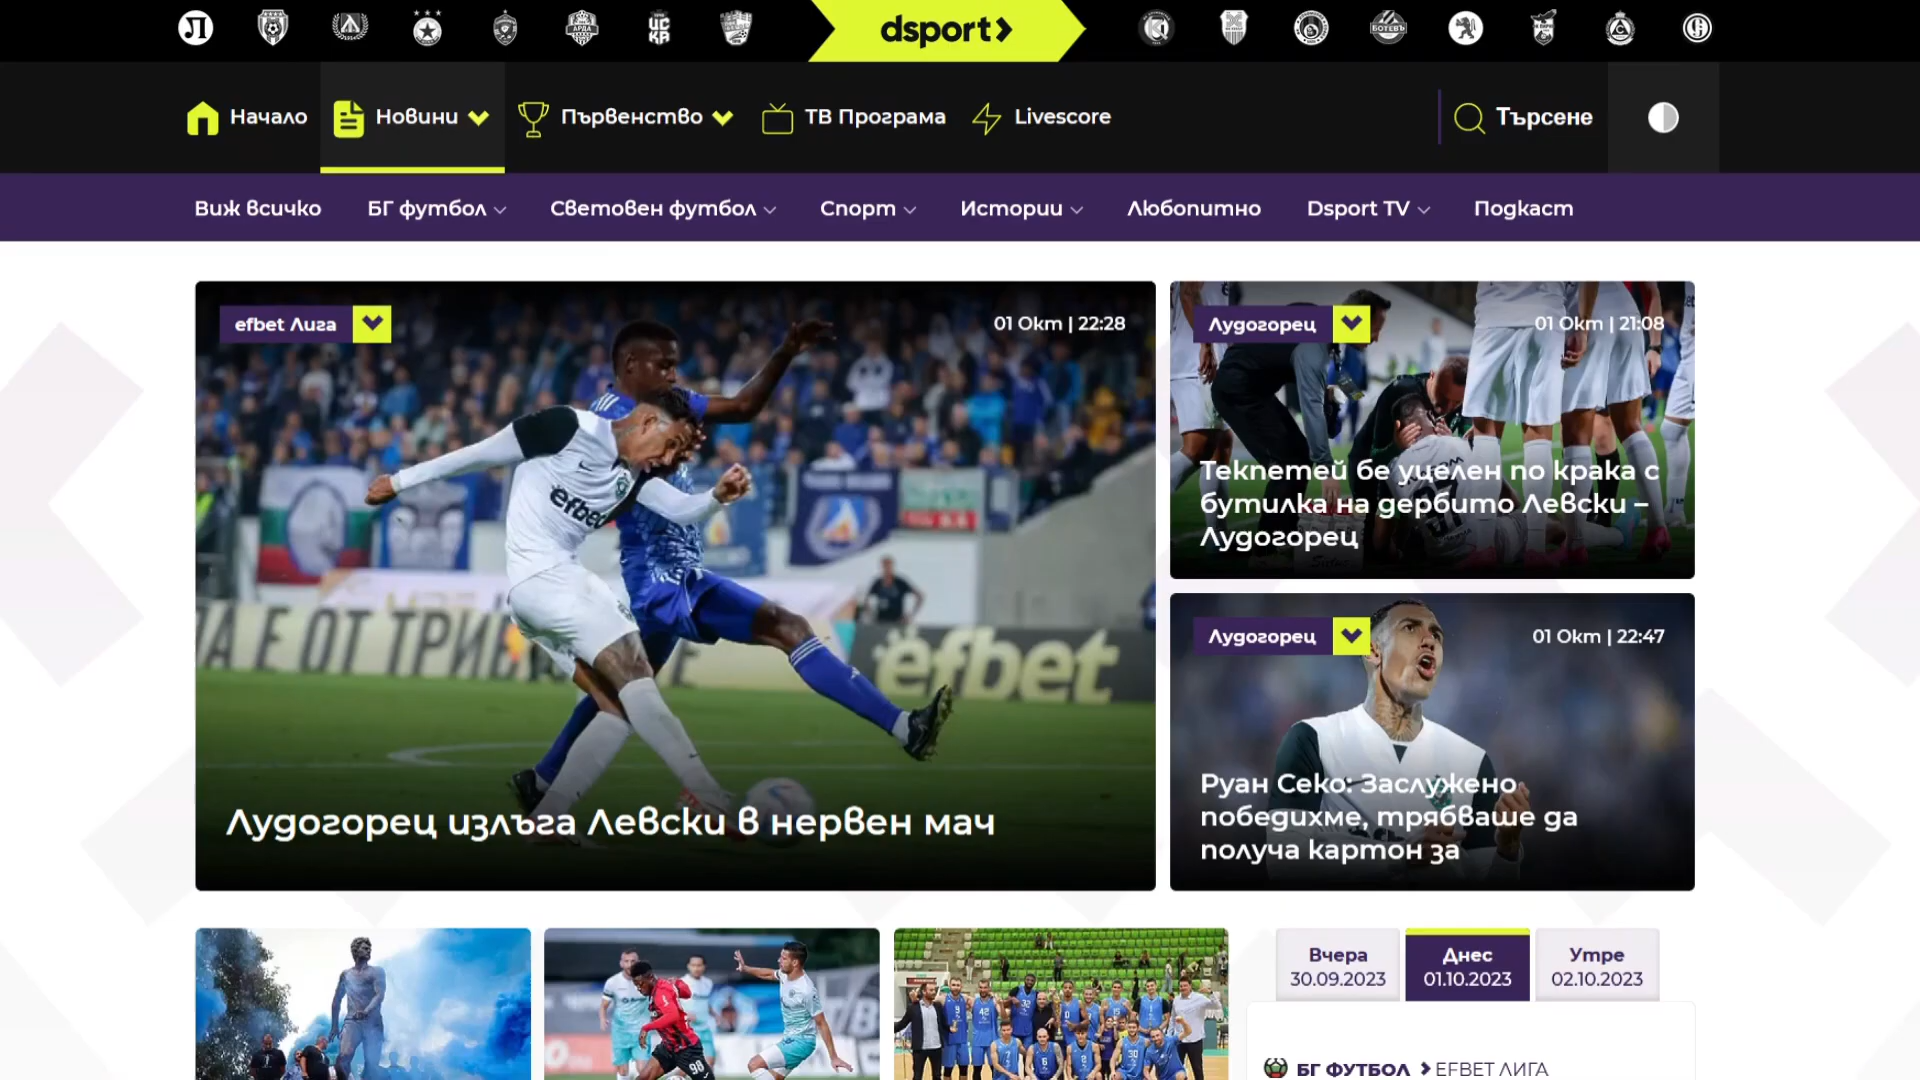 dsport
Начало
Новини
Първенство
ТВ Програма
Livescore
Търсене
Виж всичко
БГ футбол
Световен футбол
Спорт
Истории
Любопитно
Dsport TV
Подкаст
efbet Лига
01 Окт | 22:28
efbet
efbet
Лудогорец излъга Левски в нервен мач
Лудогорец
01 Окт | 21:08
Текпетей бе уцелен по крака с
бутилка на дербито Левски –
Лудогорец
Лудогорец
01 Окт | 22:47
Руан Секо: Заслужено
победихме, трябваше да
получа картон за
Вчера
30.09.2023
Днес
01.10.2023
Утре
02.10.2023
БГ ФУТБОЛ > EFBET ЛИГА